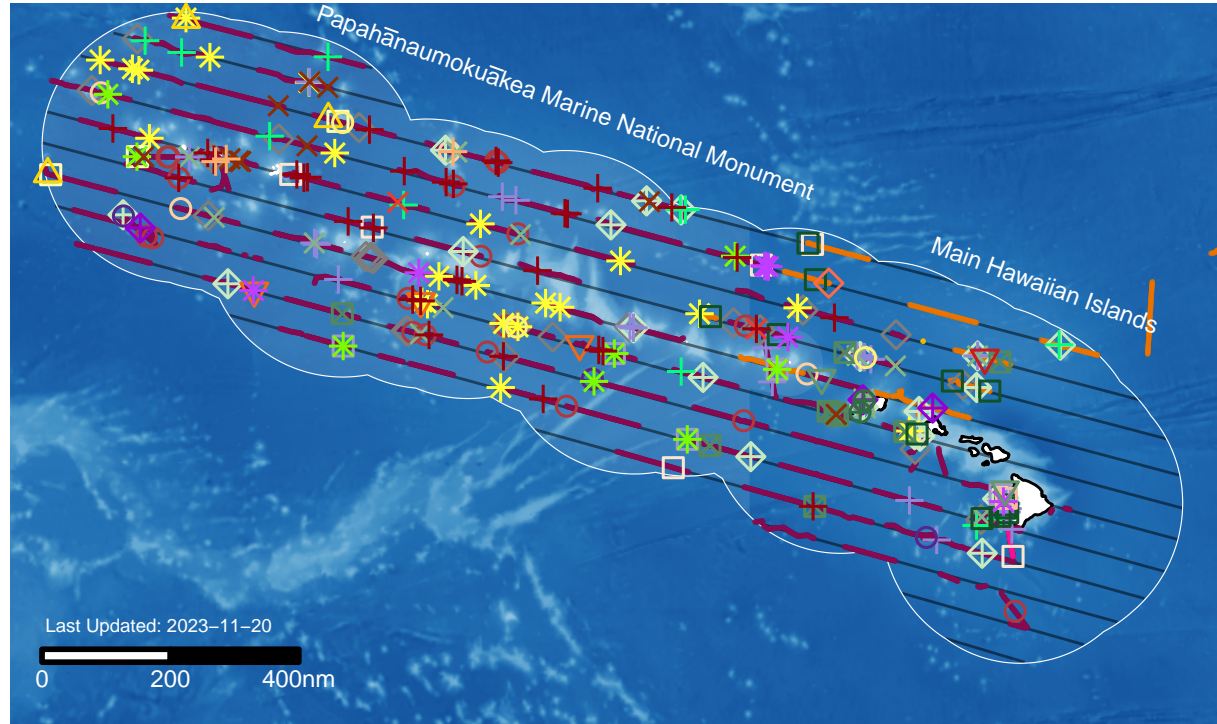 Papahānaumokuākea Marine National Monument
Main Hawaiian Islands
Last Updated: 2023−11−20
0 200 400nm